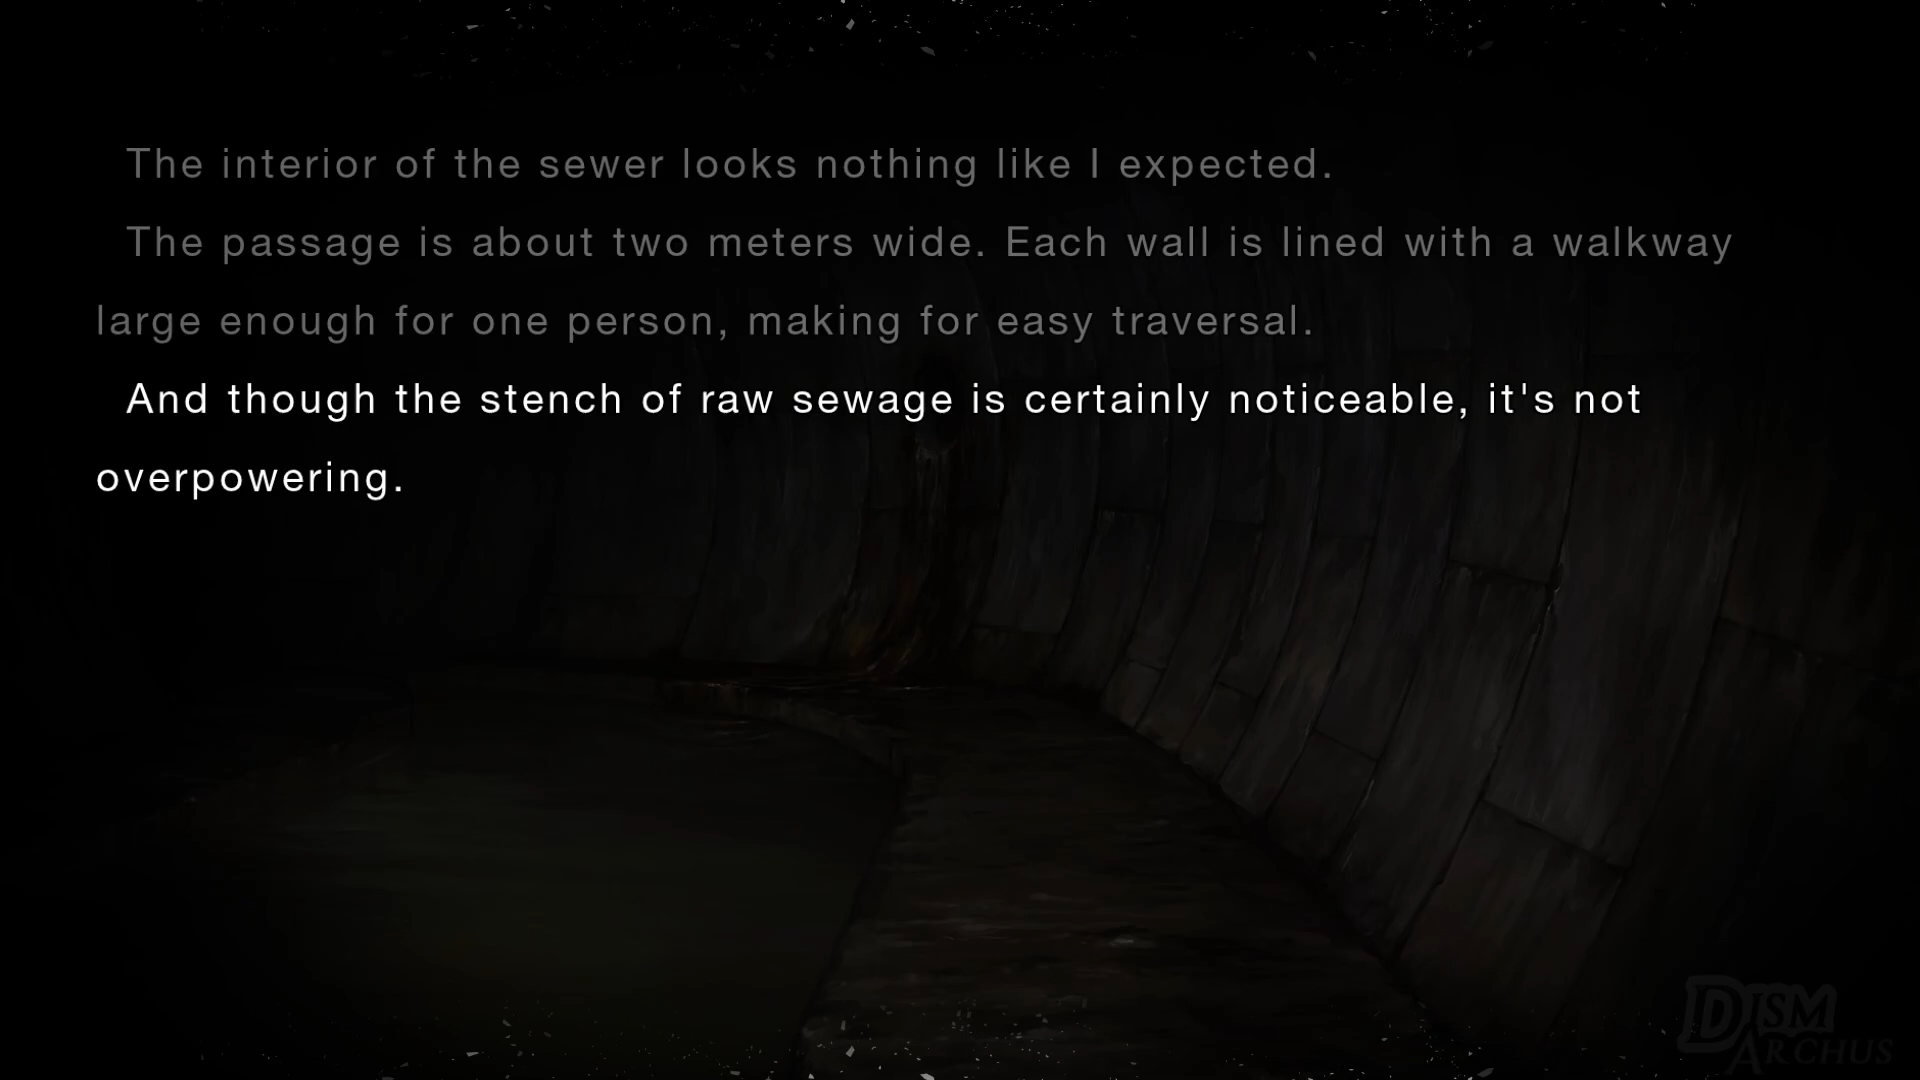 The interior of the sewer looks nothing like I expected.
The passage is about two meters wide. Each wall is lined with a walkway
large enough for one person, making for easy traversal.
And though the stench of raw sewage is certainly noticeable, it's not
overpowering.
DISM
ARCHUS